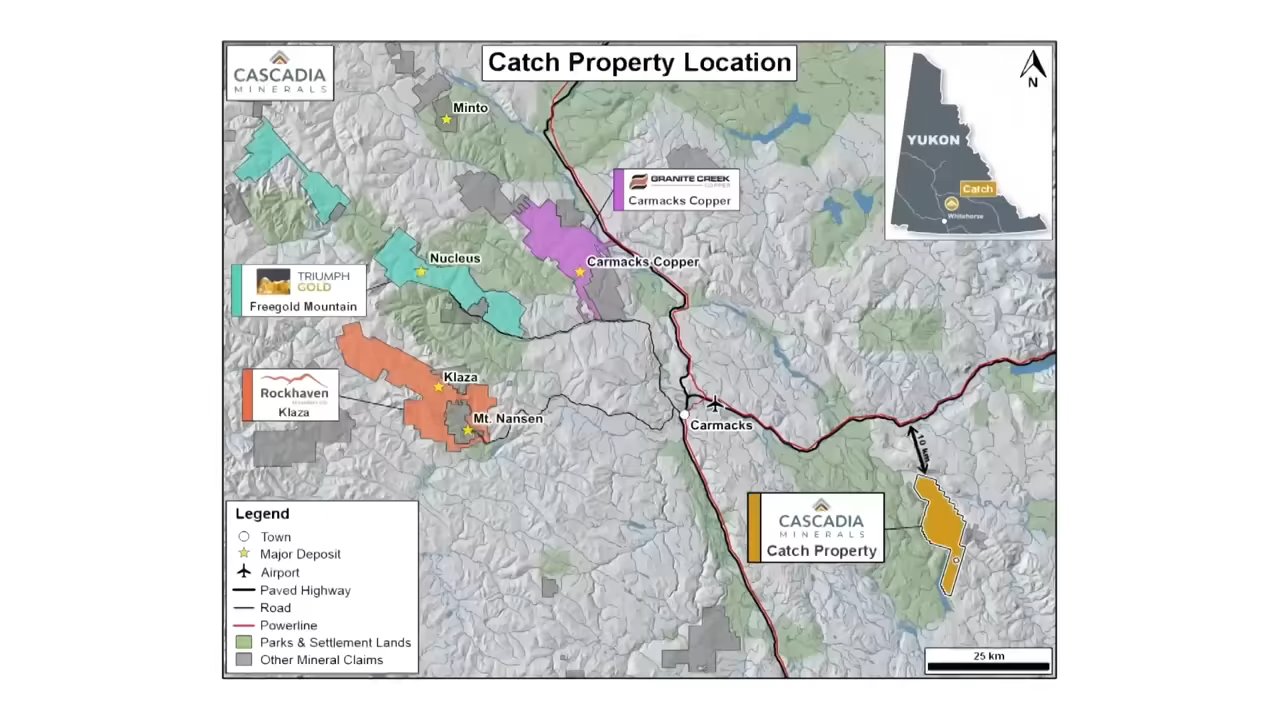 CASCADIA
MINERALS
Catch Property Location
N
YUKON
Catch
Whitehorse
Minto
GRANITE CREEK
COPPER
Carmacks Copper
Nucleus
Carmacks Copper
TRIUMPH
GOLD
Freegold Mountain
Klaza
Rockhaven
Klaza
Mt. Nansen
Carmacks
10 km
CASCADIA
MINERALS
Catch Property
Legend
Town
Major Deposit
Airport
Paved Highway
Road
Powerline
Parks & Settlement Lands
Other Mineral Claims
25 km